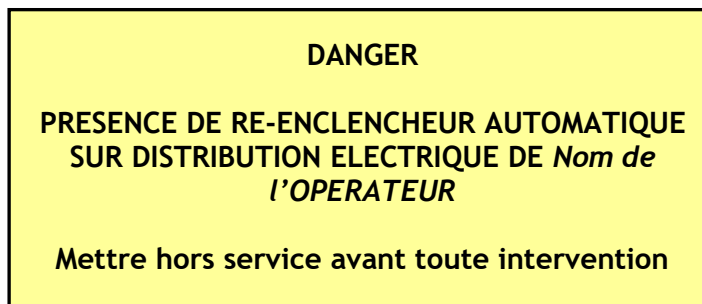 DANGER
PRESENCE DE RE-ENCLENCHEUR AUTOMATIQUE
SUR DISTRIBUTION ELECTRIQUE DE Nom de
l’OPERATEUR
Mettre hors service avant toute intervention